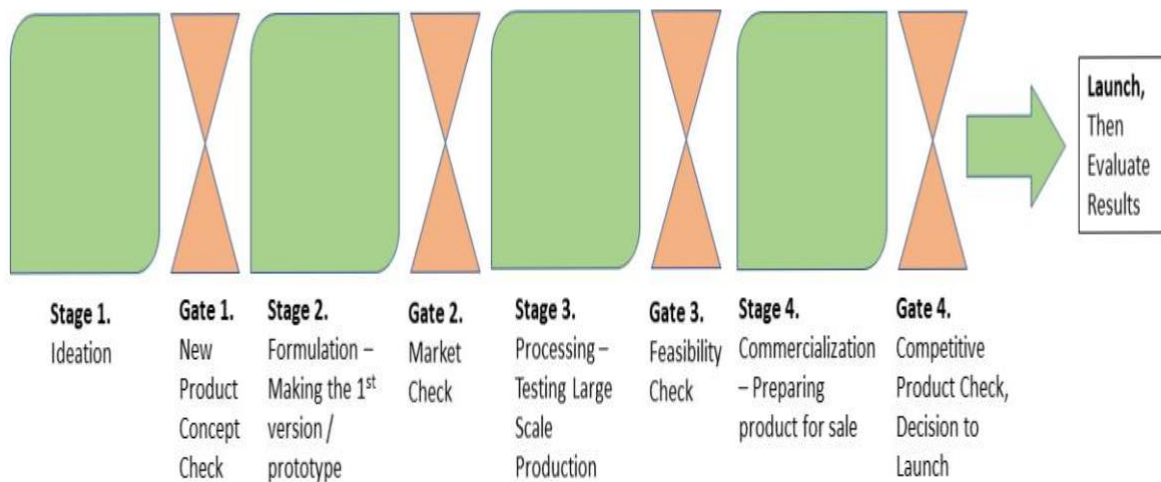 Launch,
Then
Evaluate
Results
Stage 1.
Ideation
Gate 1.
New
Product
Concept
Check
Stage 2.
Formulation –
Making the 1st
version /
prototype
Gate 2.
Market
Check
Stage 3.
Processing –
Testing Large
Scale
Production
Gate 3.
Feasibility
Check
Stage 4.
Commercialization
– Preparing
product for sale
Gate 4.
Competitive
Product Check,
Decision to
Launch